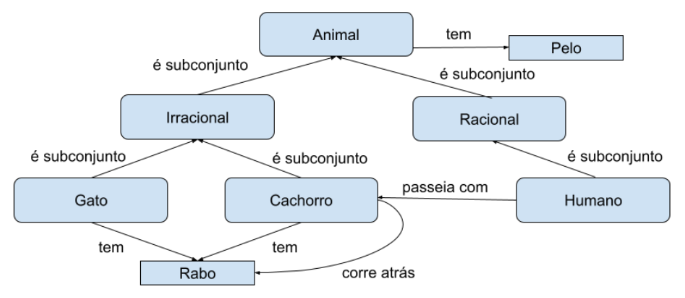 Animal
tem
Pelo
é subconjunto
é subconjunto
Irracional
Racional
é subconjunto
é subconjunto
é subconjunto
Gato
Cachorro
passeia com
Humano
tem
tem
Rabo
corre atrás